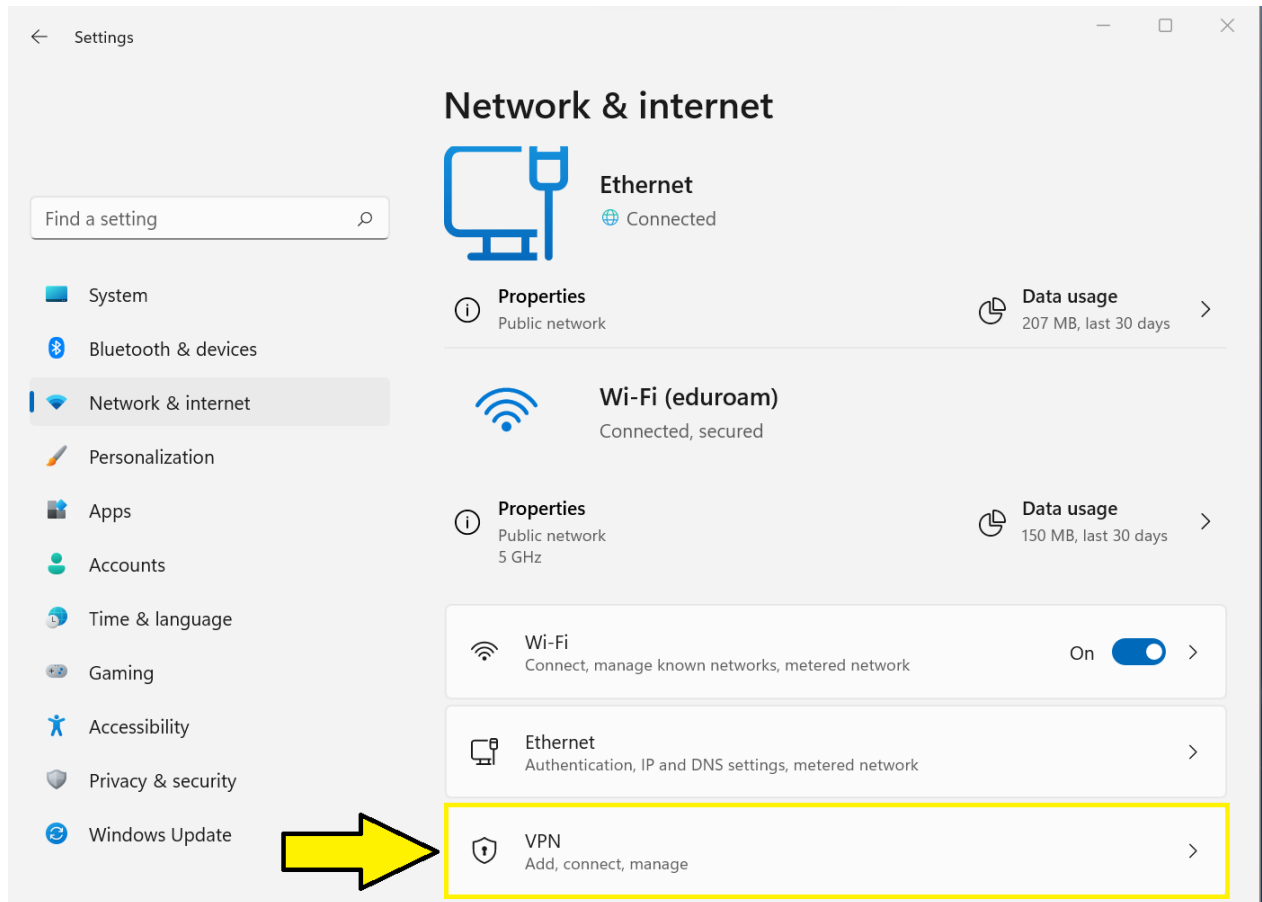 Settings
Network & internet
Ethernet
Connected
Find a setting
Properties
Public network
Data usage
207 MB, last 30 days
System
Bluetooth & devices
Network & internet
Personalization
Apps
Accounts
Time & language
Gaming
Accessibility
Privacy & security
Windows Update
Wi-Fi (eduroam)
Connected, secured
Properties
Public network
5 GHz
Data usage
150 MB, last 30 days
Wi-Fi
Connect, manage known networks, metered network
On
Ethernet
Authentication, IP and DNS settings, metered network
VPN
Add, connect, manage